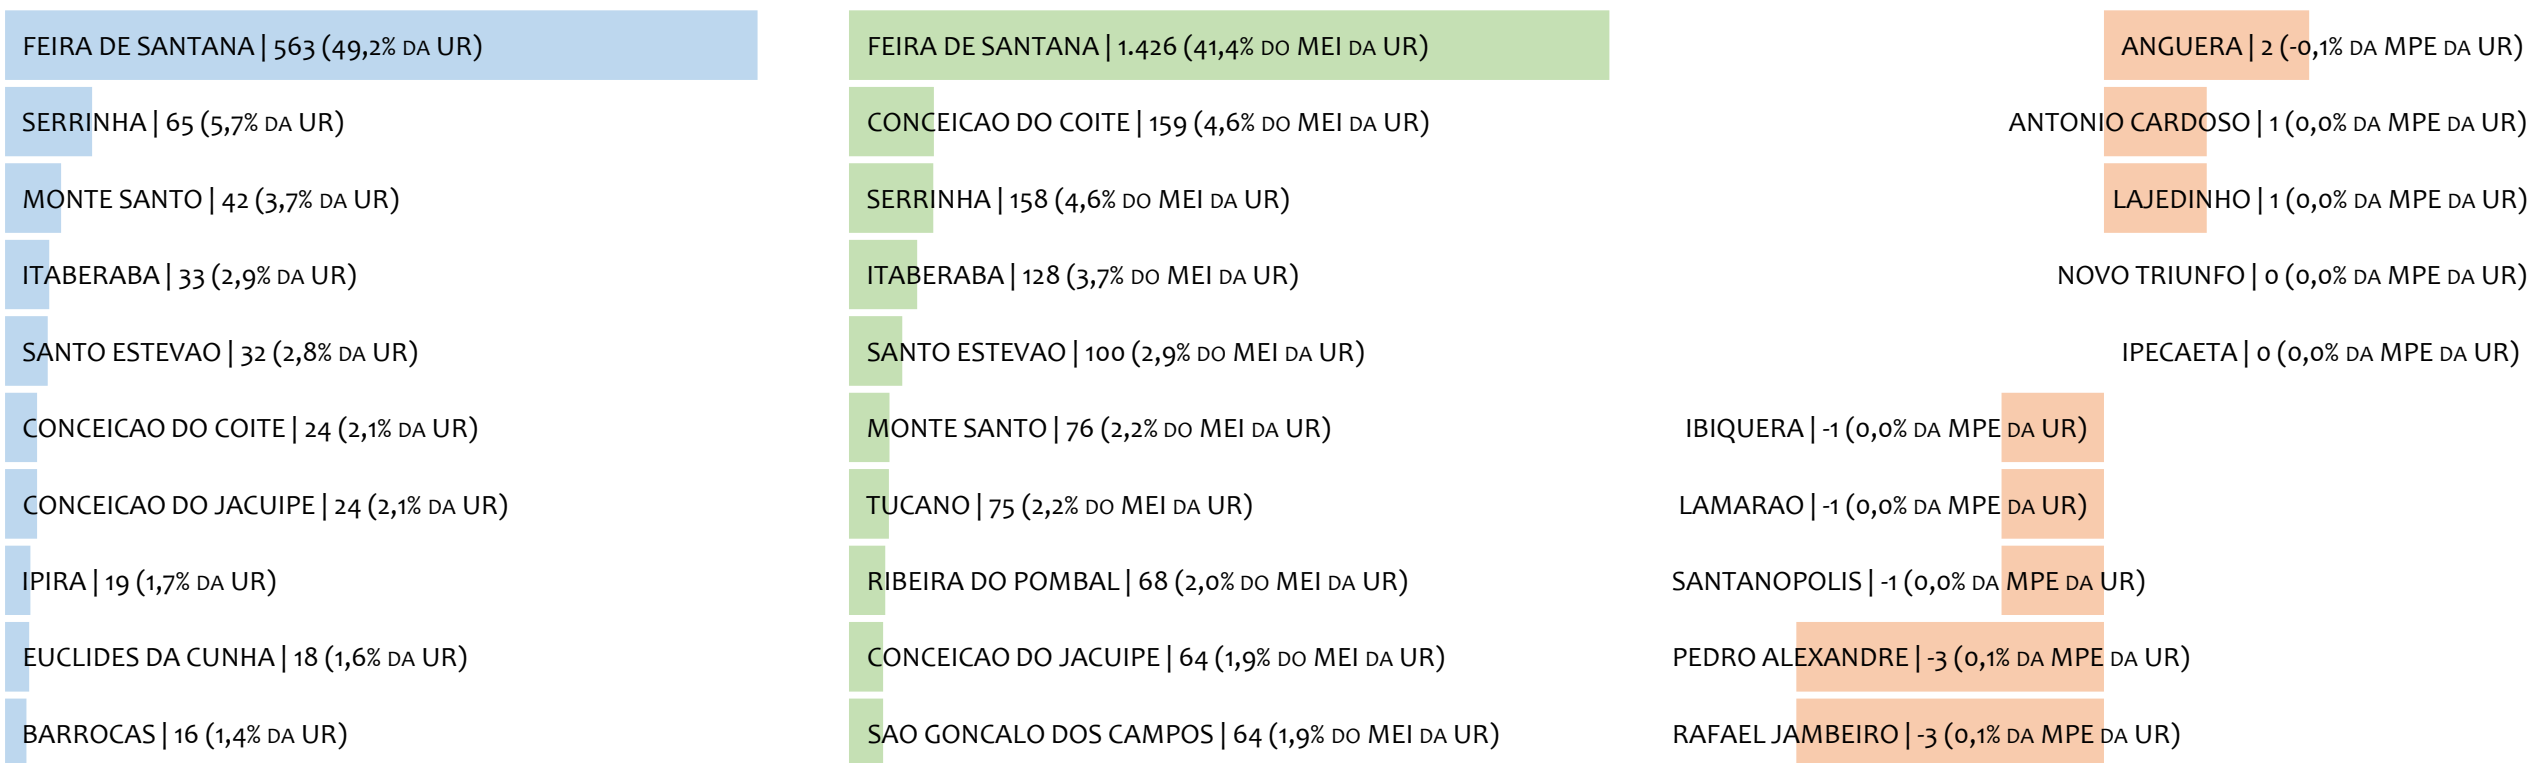 FEIRA DE SANTANA | 563 (49,2% DA UR)
SERRINHA | 65 (5,7% DA UR)
MONTE SANTO | 42 (3,7% DA UR)
ITABERABA | 33 (2,9% DA UR)
SANTO ESTEVAO | 32 (2,8% DA UR)
CONCEICAO DO COITE | 24 (2,1% DA UR)
CONCEICAO DO JACUIPE | 24 (2,1% DA UR)
IPIRA | 19 (1,7% DA UR)
EUCLIDES DA CUNHA | 18 (1,6% DA UR)
BARROCAS | 16 (1,4% DA UR)
FEIRA DE SANTANA | 1.426 (41,4% DO MEI DA UR)
CONCEICAO DO COITE | 159 (4,6% DO MEI DA UR)
SERRINHA | 158 (4,6% DO MEI DA UR)
ITABERABA | 128 (3,7% DO MEI DA UR)
SANTO ESTEVAO | 100 (2,9% DO MEI DA UR)
MONTE SANTO | 76 (2,2% DO MEI DA UR)
TUCANO | 75 (2,2% DO MEI DA UR)
RIBEIRA DO POMBAL | 68 (2,0% DO MEI DA UR)
CONCEICAO DO JACUIPE | 64 (1,9% DO MEI DA UR)
SAO GONCALO DOS CAMPOS | 64 (1,9% DO MEI DA UR)
ANGUERA | 2 (-0,1% DA MPE DA UR)
ANTONIO CARDOSO | 1 (0,0% DA MPE DA UR)
LAJEDINHO | 1 (0,0% DA MPE DA UR)
NOVO TRIUNFO | 0 (0,0% DA MPE DA UR)
IPECAETA | 0 (0,0% DA MPE DA UR)
IBIQUERA | -1 (0,0% DA MPE DA UR)
LAMARAO | -1 (0,0% DA MPE DA UR)
SANTANOPOLIS | -1 (0,0% DA MPE DA UR)
PEDRO ALEXANDRE | -3 (0,1% DA MPE DA UR)
RAFAEL JAMBEIRO | -3 (0,1% DA MPE DA UR)